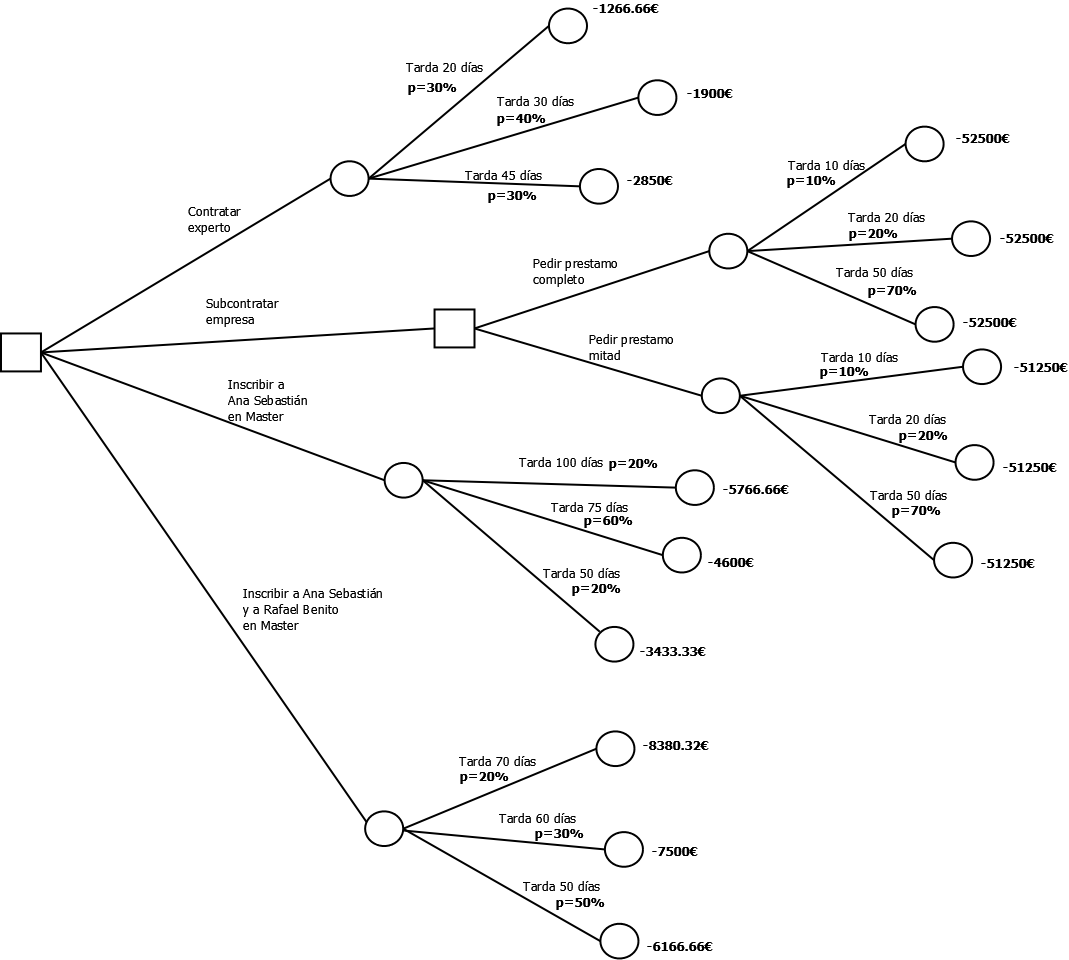 -1266.66€
Tarda 20 días
p=30%
Tarda 30 días
p=40%
-1900€
Tarda 45 días
p=30%
-2850€
Contratar
experto
Subcontratar
empresa
Pedir prestamo
completo
Tarda 10 días
p=10%
-52500€
Tarda 20 días
p=20%
-52500€
Tarda 50 días
p=70%
-52500€
Pedir prestamo
mitad
Tarda 10 días
p=10%
-51250€
Tarda 20 días
p=20%
-51250€
Tarda 50 días
p=70%
-51250€
Inscribir a
Ana Sebastián
en Master
Tarda 100 días p=20%
-5766.66€
Tarda 75 días
p=60%
-4600€
Tarda 50 días
p=20%
-3433.33€
Inscribir a Ana Sebastián
y a Rafael Benito
en Master
Tarda 70 días
p=20%
-8380.32€
Tarda 60 días
p=30%
-7500€
Tarda 50 días
p=50%
-6166.66€